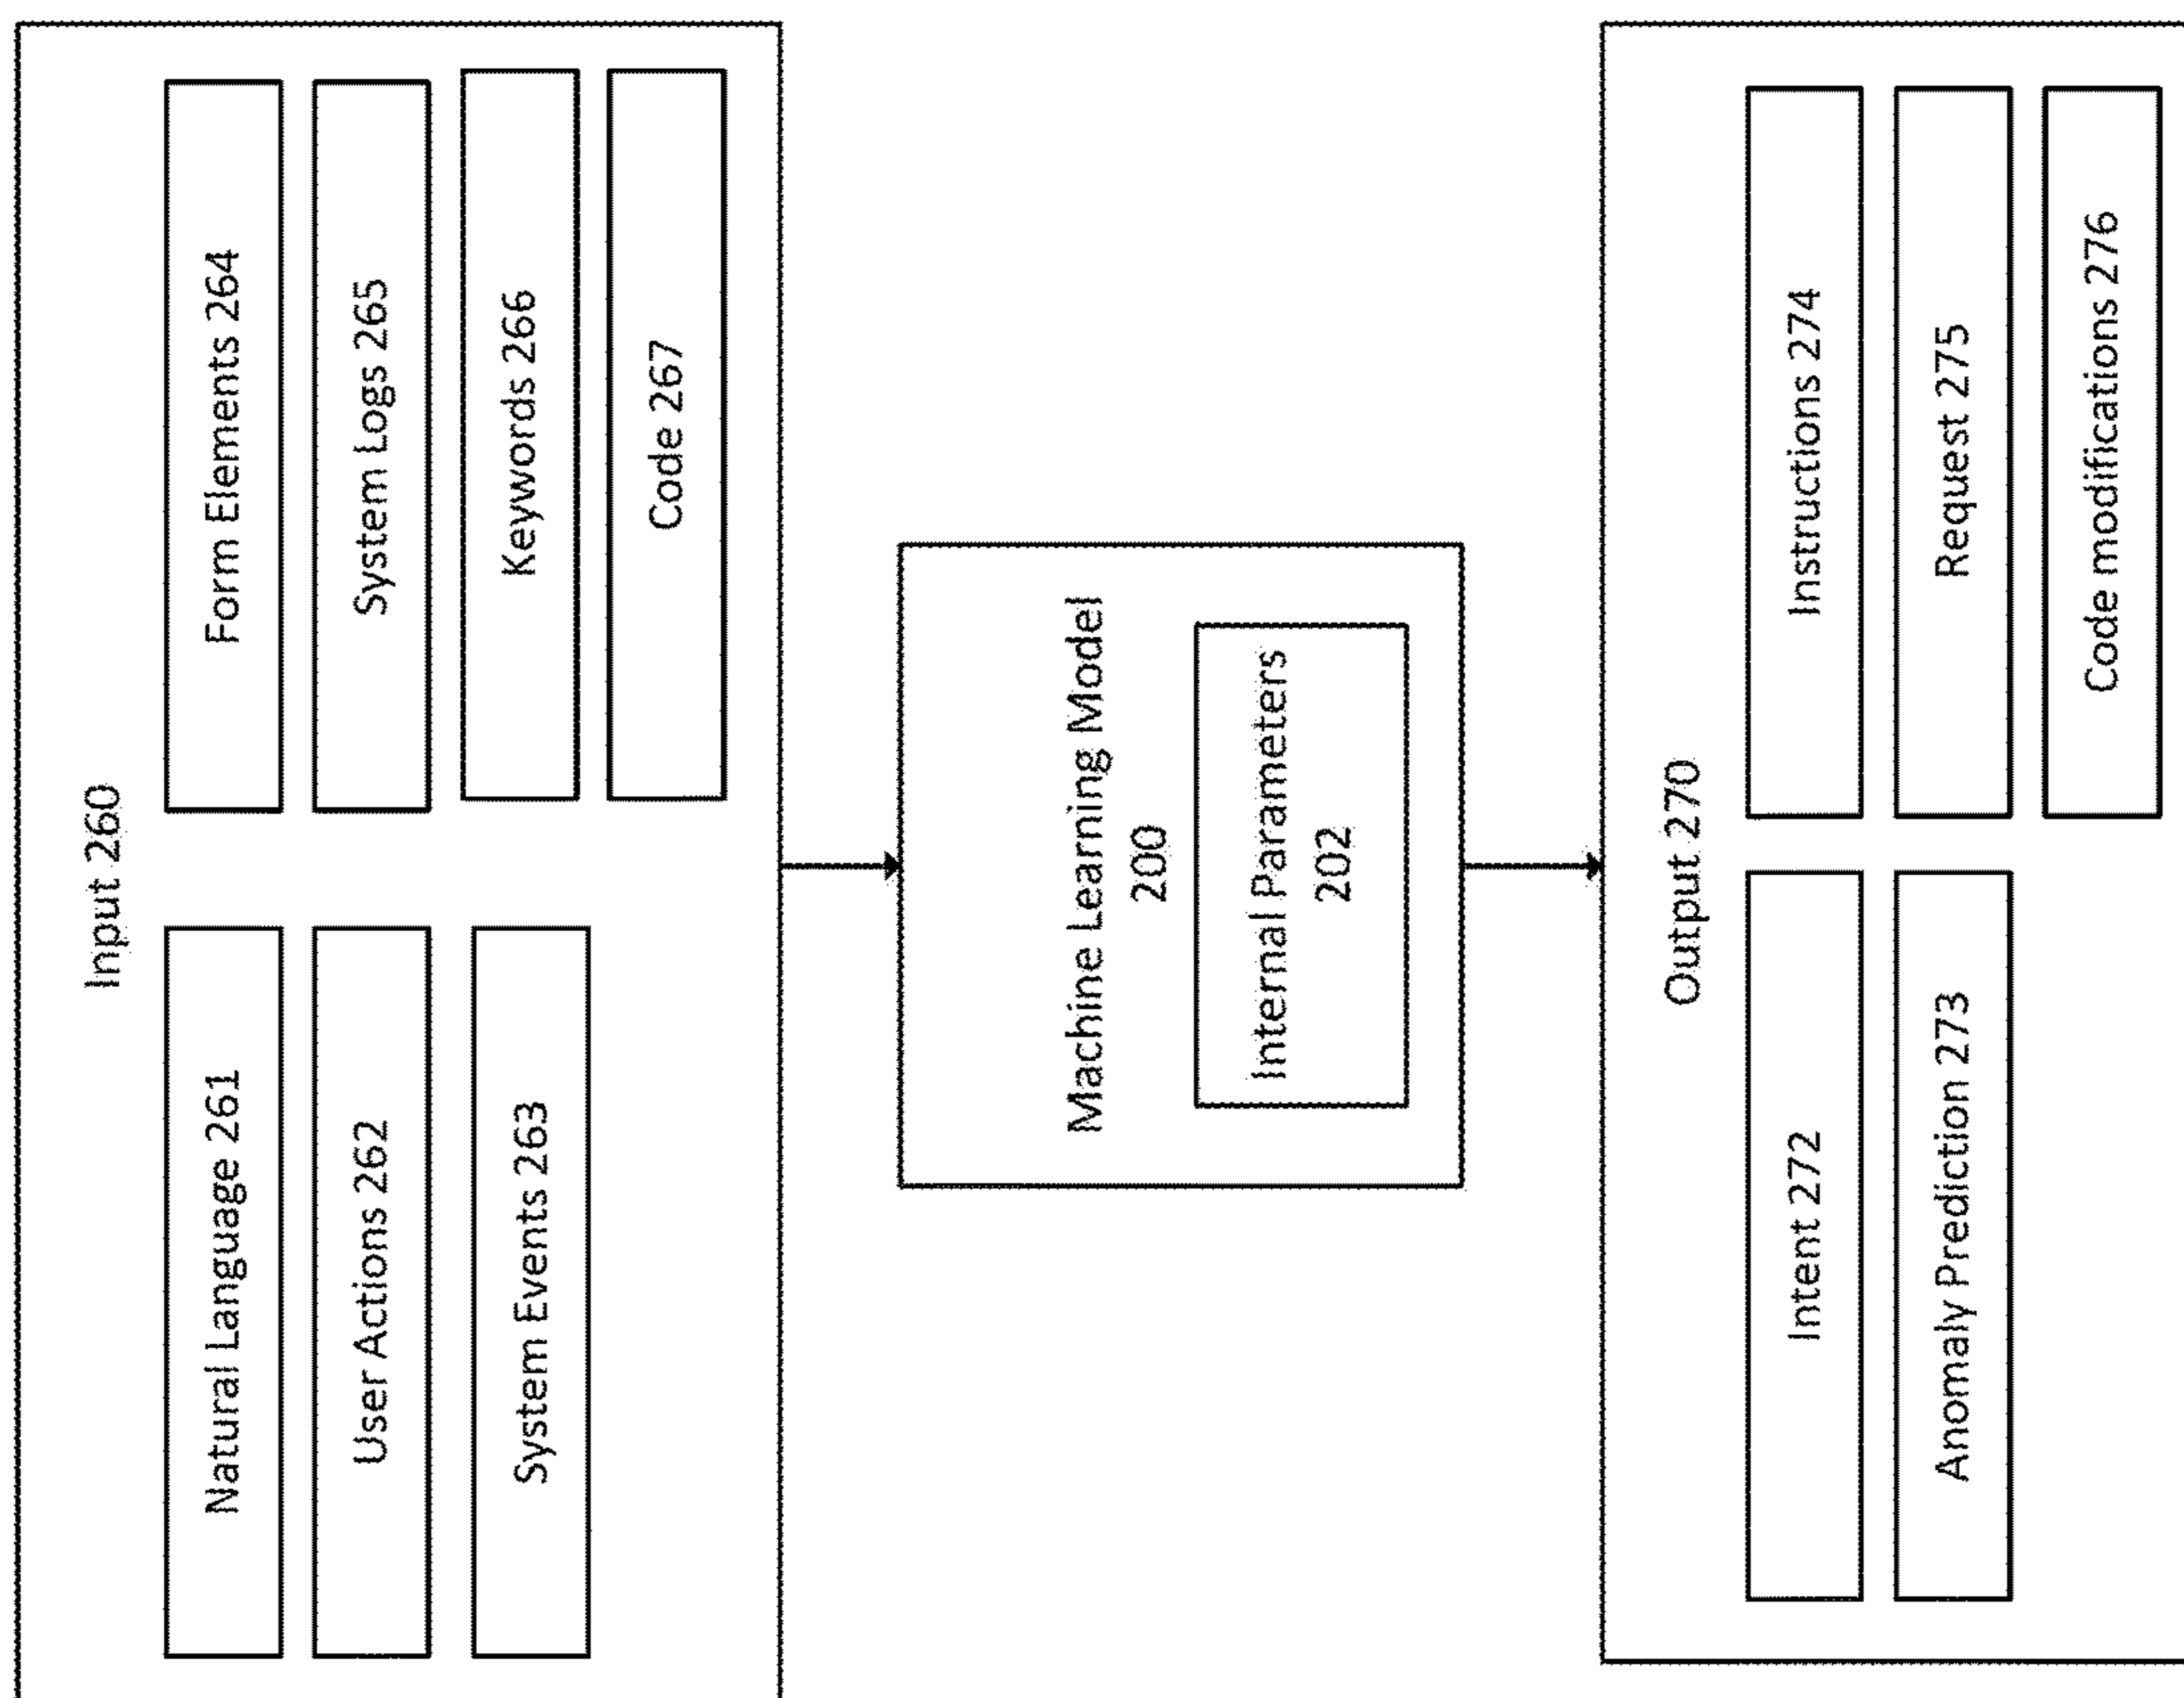 Input 260
Natural Language 261
User Actions 262
System Events 263
Form Elements 264
System Logs 265
Keywords 266
Code 267
Machine Learning Model
200
Internal Parameters
202
Output 270
Intent 272
Anomaly Prediction 273
Instructions 274
Request 275
Code modifications 276